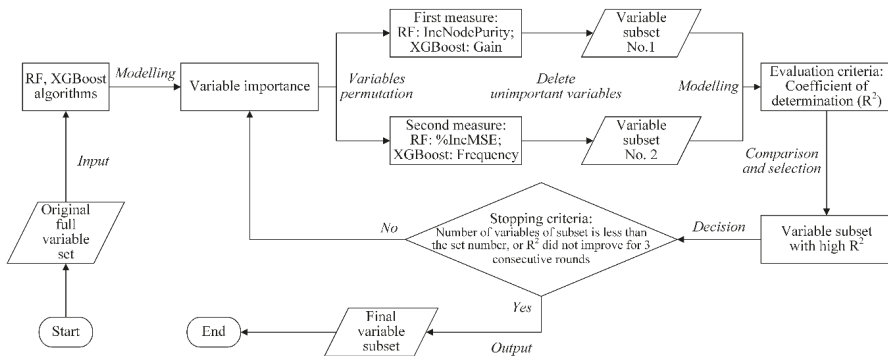 RF, XGBoost
algorithms
Modelling
Variable importance
Variables
permutation
First measure:
RF: IncNodePurity;
XGBoost: Gain
Variable
subset
No.1
Delete
unimportant variables
Second measure:
RF: %IncMSE;
XGBoost: Frequency
Variable
subset
No. 2
Modelling
Evaluation criteria:
Coefficient of
determination (R²)
Comparison
and selection
Variable subset
with high R²
Decision
Stopping criteria:
Number of variables of subset is less than
the set number, or R² did not improve for 3
consecutive rounds
No
Yes
Input
Original
full
variable
set
Start
End
Final
variable
subset
Output